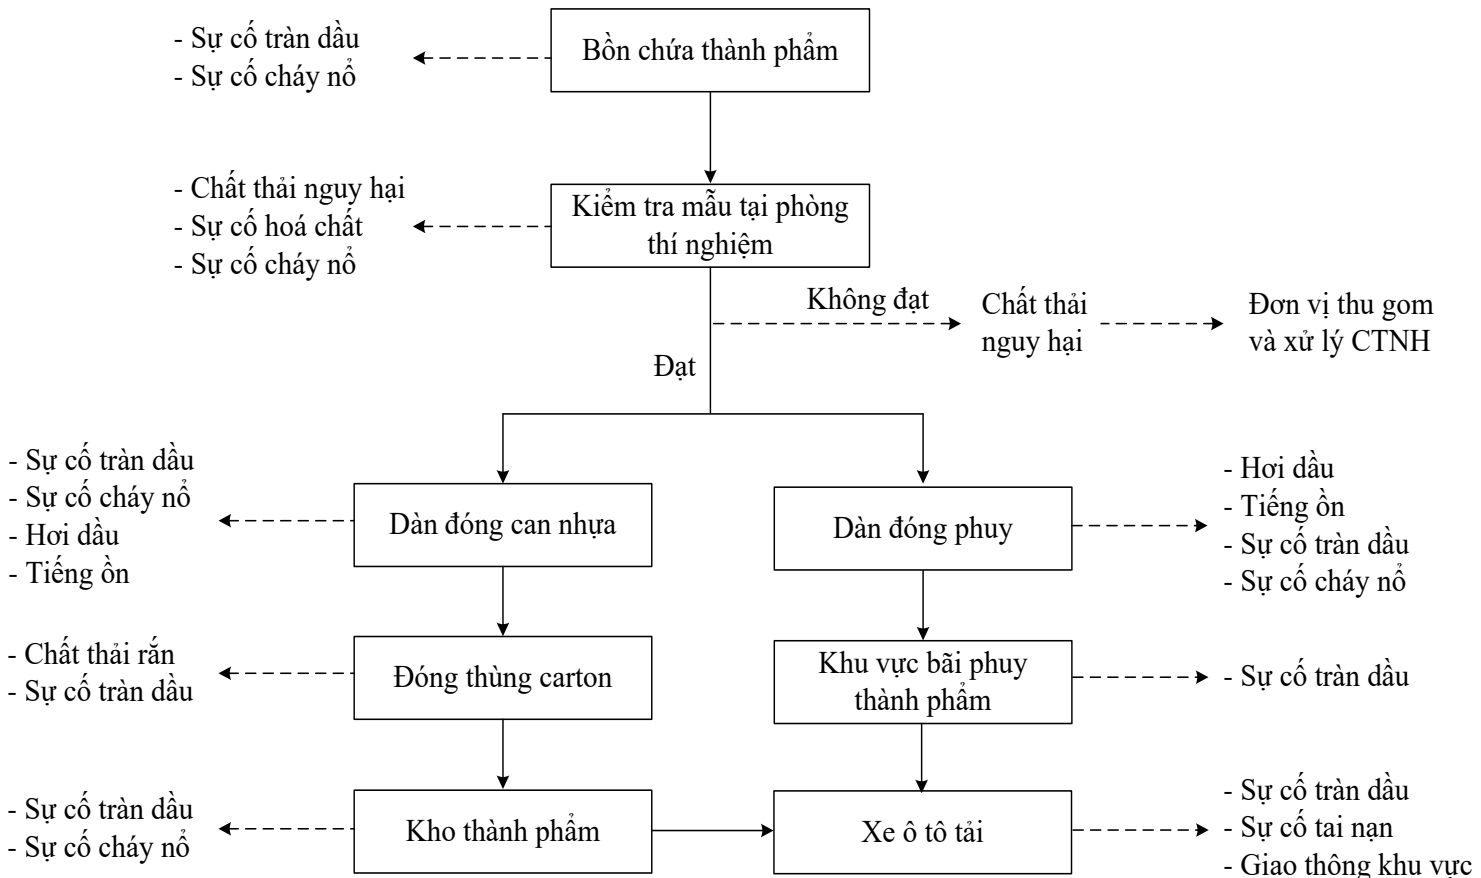 - Sự cố tràn dầu
- Sự cố cháy nổ
Bồn chứa thành phẩm
- Chất thải nguy hại
- Sự cố hoá chất
- Sự cố cháy nổ
Kiểm tra mẫu tại phòng
thí nghiệm
Không đạt
Chất thải
nguy hại
Đơn vị thu gom
và xử lý CTNH
Đạt
- Sự cố tràn dầu
- Sự cố cháy nổ
- Hơi dầu
- Tiếng ồn
Dàn đóng can nhựa
Dàn đóng phuy
- Hơi dầu
- Tiếng ồn
- Sự cố tràn dầu
- Sự cố cháy nổ
- Chất thải rắn
- Sự cố tràn dầu
Đóng thùng carton
Khu vực bãi phuy
thành phẩm
- Sự cố tràn dầu
- Sự cố tràn dầu
- Sự cố cháy nổ
Kho thành phẩm
Xe ô tô tải
- Sự cố tràn dầu
- Sự cố tai nạn
- Giao thông khu vực